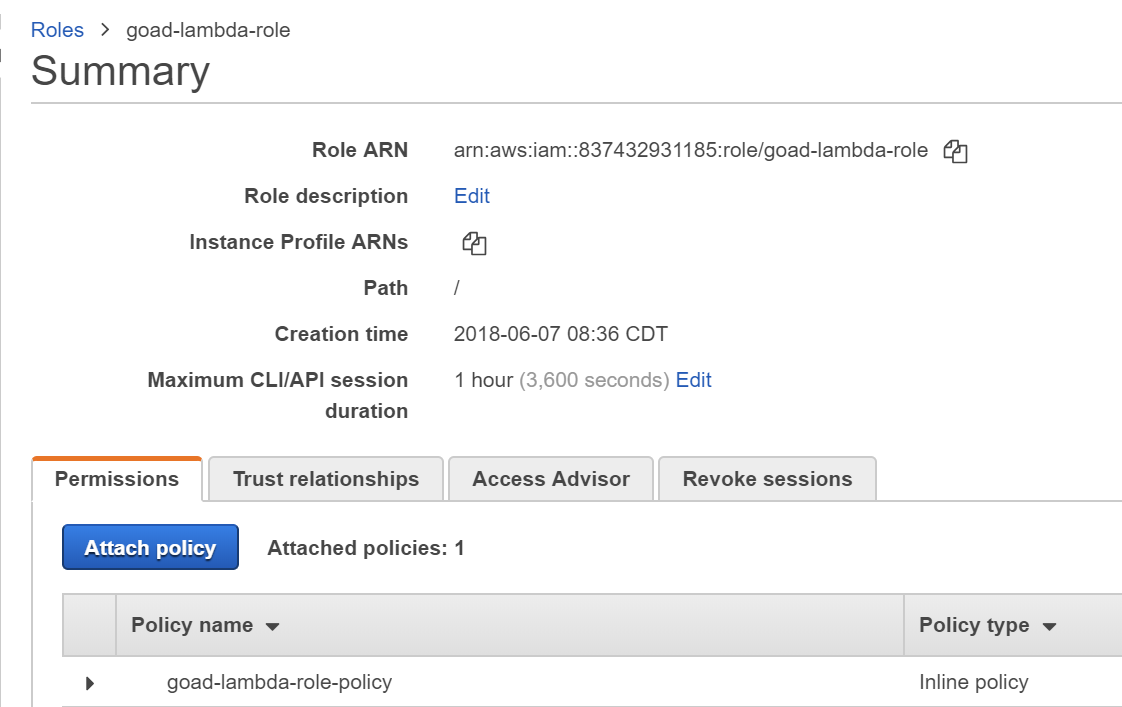 Roles > goad-lambda-role
Summary
Role ARN arn:aws:iam::837432931185:role/goad-lambda-role
Role description Edit
Instance Profile ARNs
Path /
Creation time 2018-06-07 08:36 CDT
Maximum CLI/API session 1 hour (3,600 seconds) Edit
duration
Permissions Trust relationships Access Advisor Revoke sessions
Attach policy Attached policies: 1
Policy name Policy type
goad-lambda-role-policy Inline policy